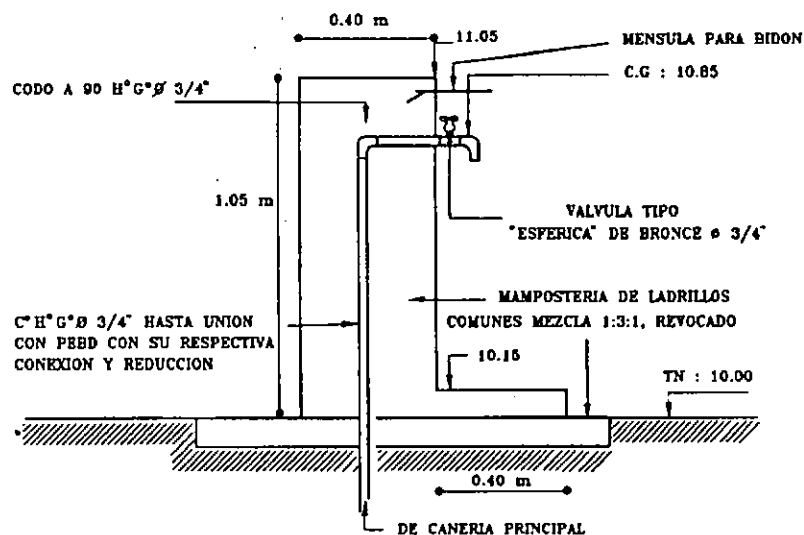 0.40 m
11.05
MENSULA PARA BIDON
C.G : 10.85
CODO A 90 H°G°Ø 3/4"
1.05 m
VALVULA TIPO
"ESFERICA" DE BRONCE ø 3/4"
MAMPOSTERIA DE LADRILLOS
COMUNES MEZCLA 1:3:1, REVOCADO
C°H°G°Ø 3/4" HASTA UNION
CON PBBD CON SU RESPECTIVA
CONEXION Y REDUCCION
10.15
TN : 10.00
0.40 m
DE CANERIA PRINCIPAL